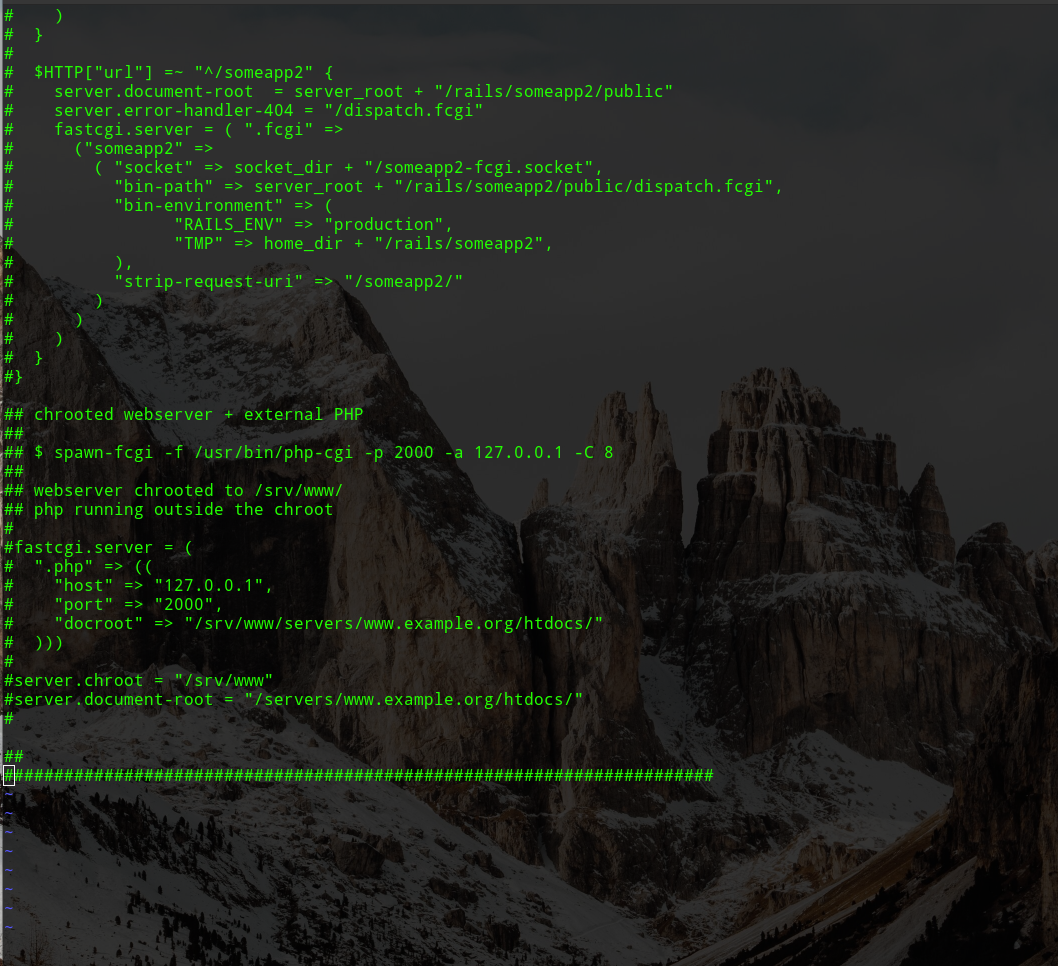 #    )
#  }
#
#  $HTTP["url"] =~ "^/someapp2" {
#    server.document-root  = server_root + "/rails/someapp2/public"
#    server.error-handler-404 = "/dispatch.fcgi"
#    fastcgi.server = ( ".fcgi" =>
#      ("someapp2" =>
#        ( "socket" => socket_dir + "/someapp2-fcgi.socket",
#          "bin-path" => server_root + "/rails/someapp2/public/dispatch.fcgi",
#          "bin-environment" => (
#                "RAILS_ENV" => "production",
#                "TMP" => home_dir + "/rails/someapp2",
#          ),
#          "strip-request-uri" => "/someapp2/"
#        )
#      )
#    )
#  }
#}

## chrooted webserver + external PHP
##
## $ spawn-fcgi -f /usr/bin/php-cgi -p 2000 -a 127.0.0.1 -C 8
##
## webserver chrooted to /srv/www/
## php running outside the chroot
#
#fastcgi.server = (
#  ".php" => ((
#    "host" => "127.0.0.1",
#    "port" => "2000",
#    "docroot" => "/srv/www/servers/www.example.org/htdocs/"
#  )))
#
#server.chroot = "/srv/www"
#server.document-root = "/servers/www.example.org/htdocs/"
#

##
#######################################################################
~
~
~
~
~
~
~
~